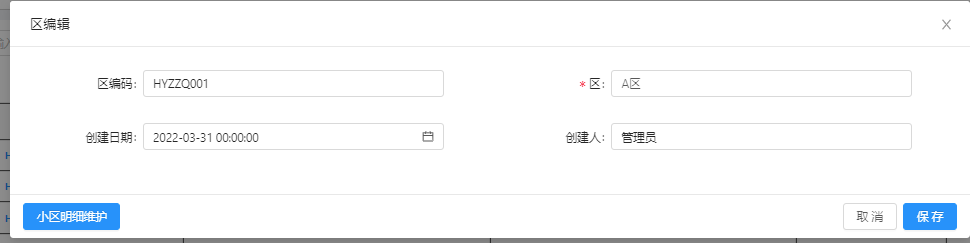 区编辑
区编码: HYZZQ001
* 区: A区
创建日期: 2022-03-31 00:00:00
创建人: 管理员
小区明细维护
取消
保存